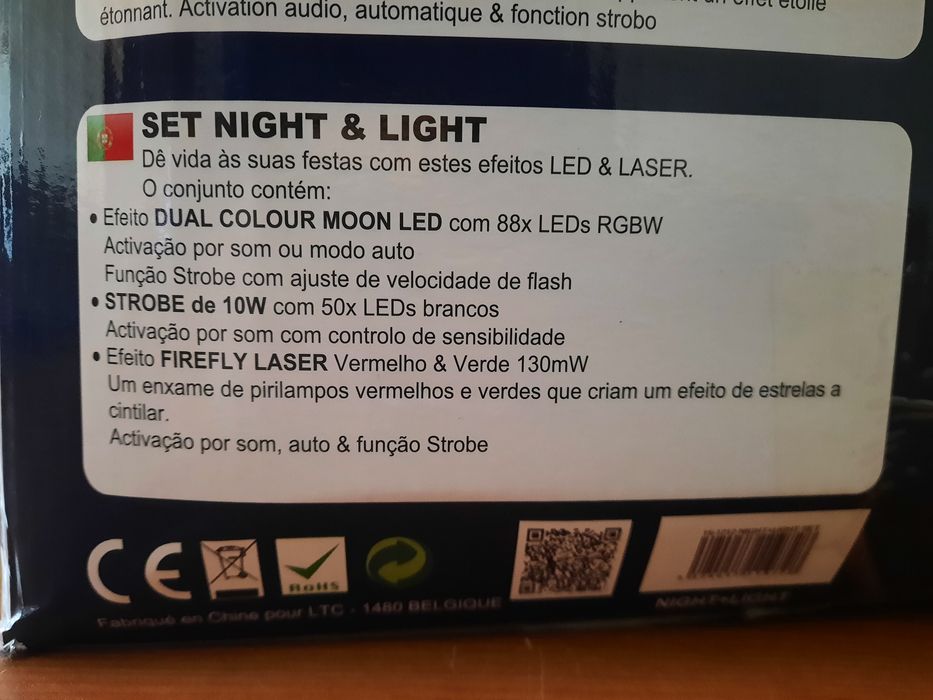 étonnant. Activation audio, automatique & fonction strobo
SET NIGHT & LIGHT
Dê vida às suas festas com estes efeitos LED & LASER.
O conjunto contém:
• Efeito DUAL COLOUR MOON LED com 88x LEDs RGBW
Activação por som ou modo auto
Função Strobe com ajuste de velocidade de flash
• STROBE de 10W com 50x LEDs brancos
Activação por som com controlo de sensibilidade
• Efeito FIREFLY LASER Vermelho & Verde 130mW
Um enxame de pirilampos vermelhos e verdes que criam um efeito de estrelas a
cintilar.
Activação por som, auto & função Strobe
CE
RoHS
Fabriqué en Chine pour LTC - 1480 BELGIQUE
NIGHT+LIGHT